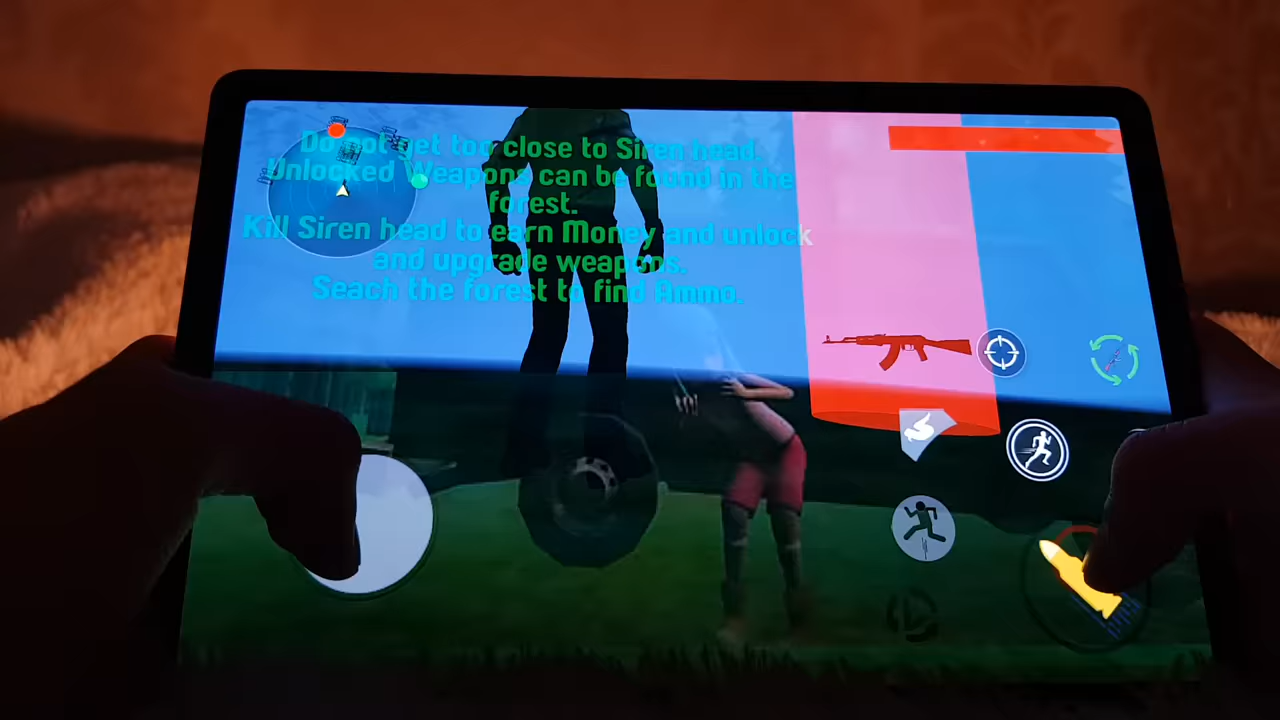 Do not get too close to Siren head.
Unlocked Weapons can be found in the
forest.
Kill Siren head to earn Money and unlock
and upgrade weapons.
Seach the forest to find Ammo.